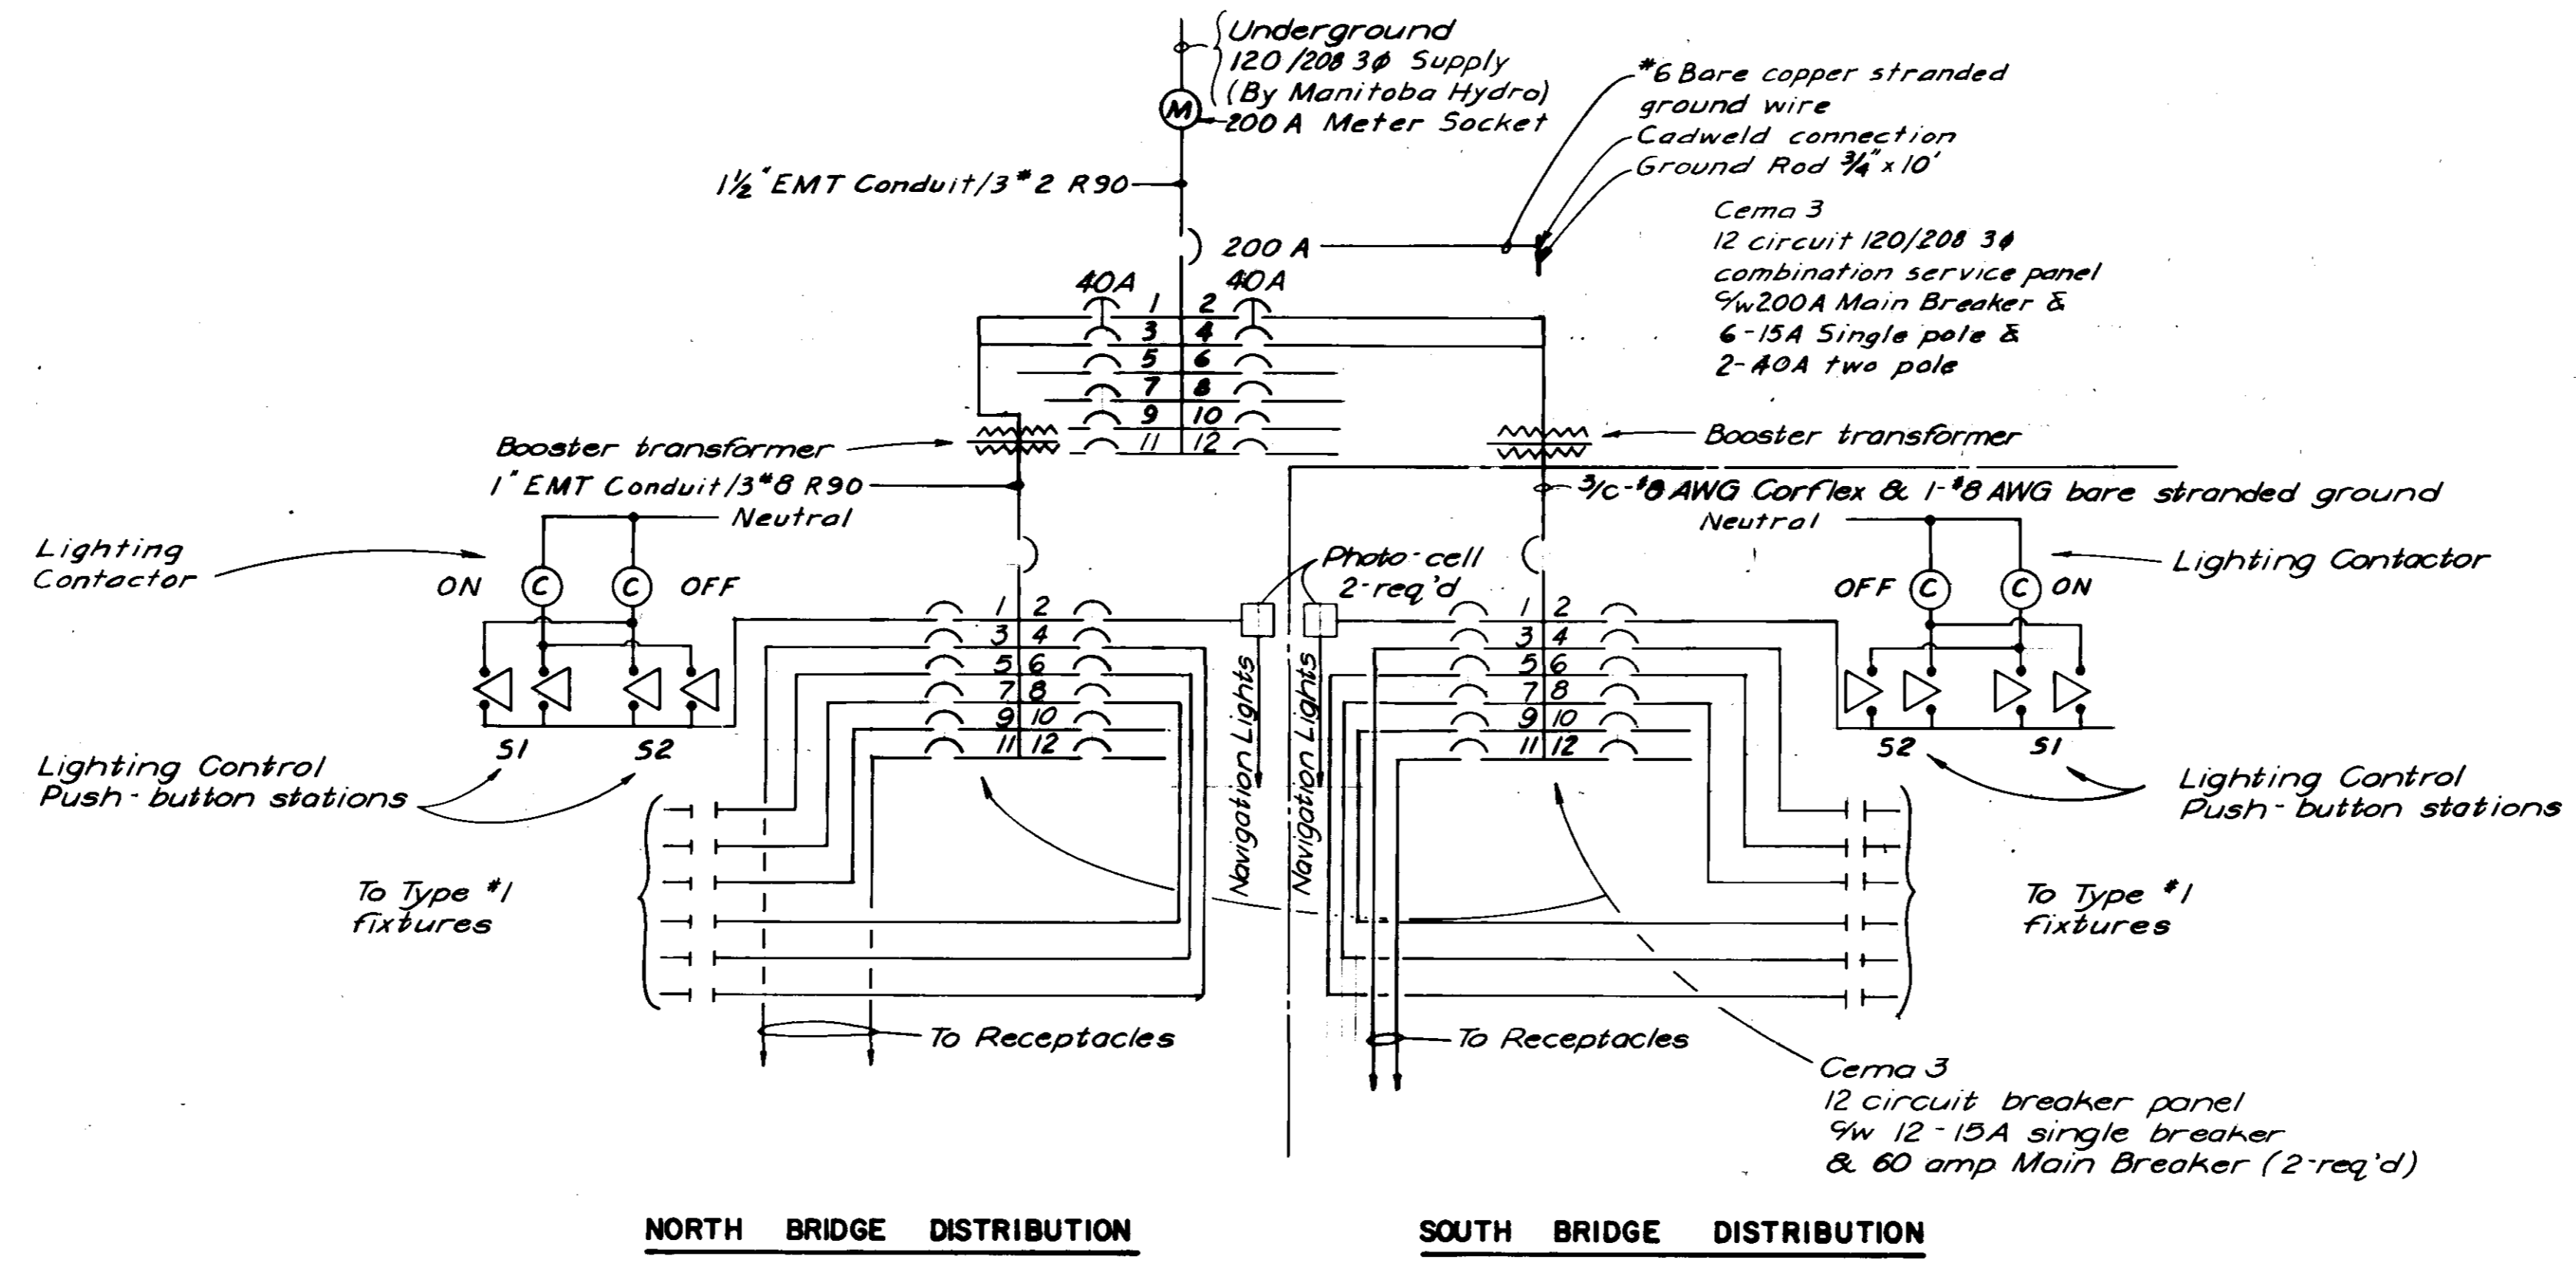 Underground
120/208 3ø Supply
(By Manitoba Hydro)
200 A Meter Socket
M
#6 Bare copper stranded
ground wire
Cadweld connection
Ground Rod 3/4" x 10'
1½" EMT Conduit/3 #2 R90
200 A
Cema 3
12 circuit 120/208 3ø
combination service panel
c/w 200A Main Breaker &
6-15A Single pole &
2-40A two pole
40A
40A
1 2
3 4
5 6
7 8
9 10
11 12
Booster transformer
Booster transformer
1" EMT Conduit/3#8 R90
3/c-#8 AWG Corflex & 1-#8 AWG bare stranded ground
Neutral
Neutral
Lighting
Contactor
ON
C
C
OFF
Photo-cell
2-req'd
OFF
C
C
ON
Lighting Contactor
1 2
3 4
5 6
7 8
9 10
11 12
Navigation Lights
Navigation Lights
1 2
3 4
5 6
7 8
9 10
11 12
S1
S2
S2
S1
Lighting Control
Push-button stations
Lighting Control
Push-button stations
To Type #1
fixtures
To Type #1
fixtures
To Receptacles
To Receptacles
Cema 3
12 circuit breaker panel
c/w 12-15A single breaker
& 60 amp Main Breaker (2-req'd)
NORTH BRIDGE DISTRIBUTION
SOUTH BRIDGE DISTRIBUTION